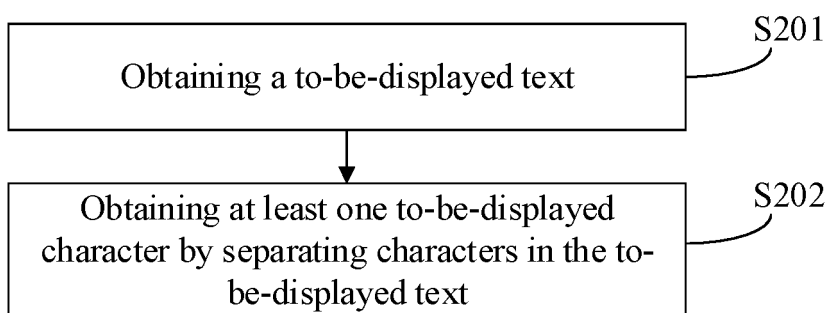 S201
Obtaining a to-be-displayed text
S202
Obtaining at least one to-be-displayed
character by separating characters in the to-
be-displayed text